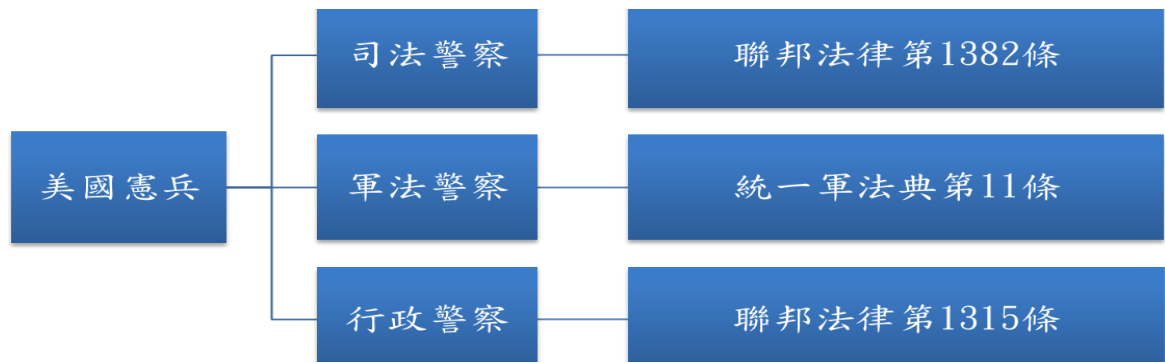 美國憲兵
司法警察
聯邦法律第1382條
軍法警察
統一軍法典第11條
行政警察
聯邦法律第1315條